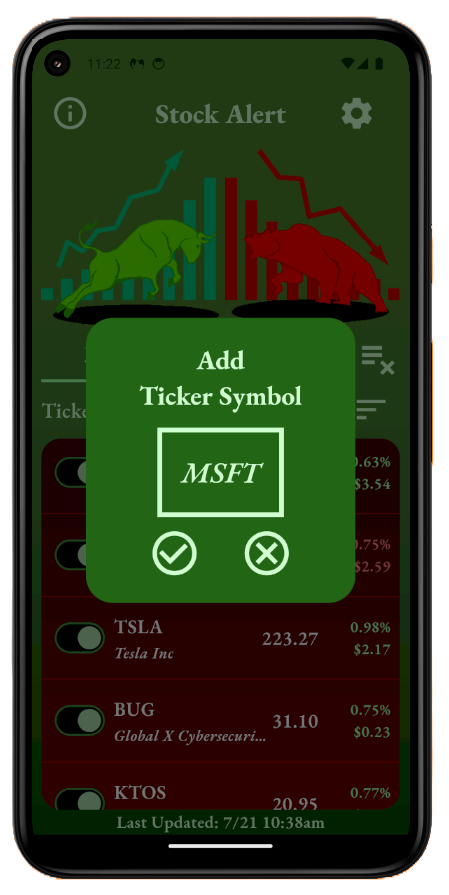 11:22
Stock Alert
Add
Ticker Symbol
MSFT
Ticke
0.63%
$3.54
0.75%
$2.59
TSLA
Tesla Inc
223.27
0.98%
$2.17
BUG
Global X Cybersecuri...
31.10
0.75%
$0.23
KTOS
20.95
0.77%
Last Updated: 7/21 10:38am